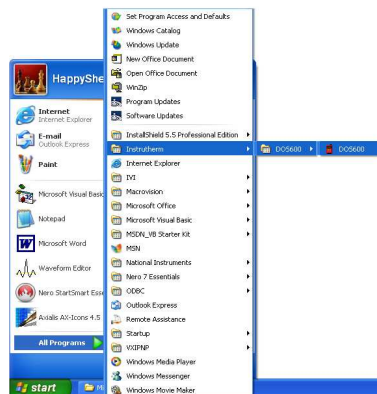 Set Program Access and Defaults
Windows Catalog
Windows Update
New Office Document
Open Office Document
WinZip
Program Updates
Software Updates
InstallShield 5.5 Professional Edition
Instrutherm
Internet Explorer
IVI
Macrovision
Microsoft Office
Microsoft Visual Basic
MSDN_VB Starter Kit
MSN
National Instruments
Nero 7 Essentials
ODBC
Outlook Express
Remote Assistance
Startup
VXIPNP
Windows Media Player
Windows Messenger
Windows Movie Maker
DOS600
DOS600
HappyShe
Internet
Internet Explorer
E-mail
Outlook Express
Paint
Microsoft Visual Basic
Notepad
Microsoft Word
Waveform Editor
Nero StartSmart Esse
Axialis AX-Icons 4.5
All Programs
start